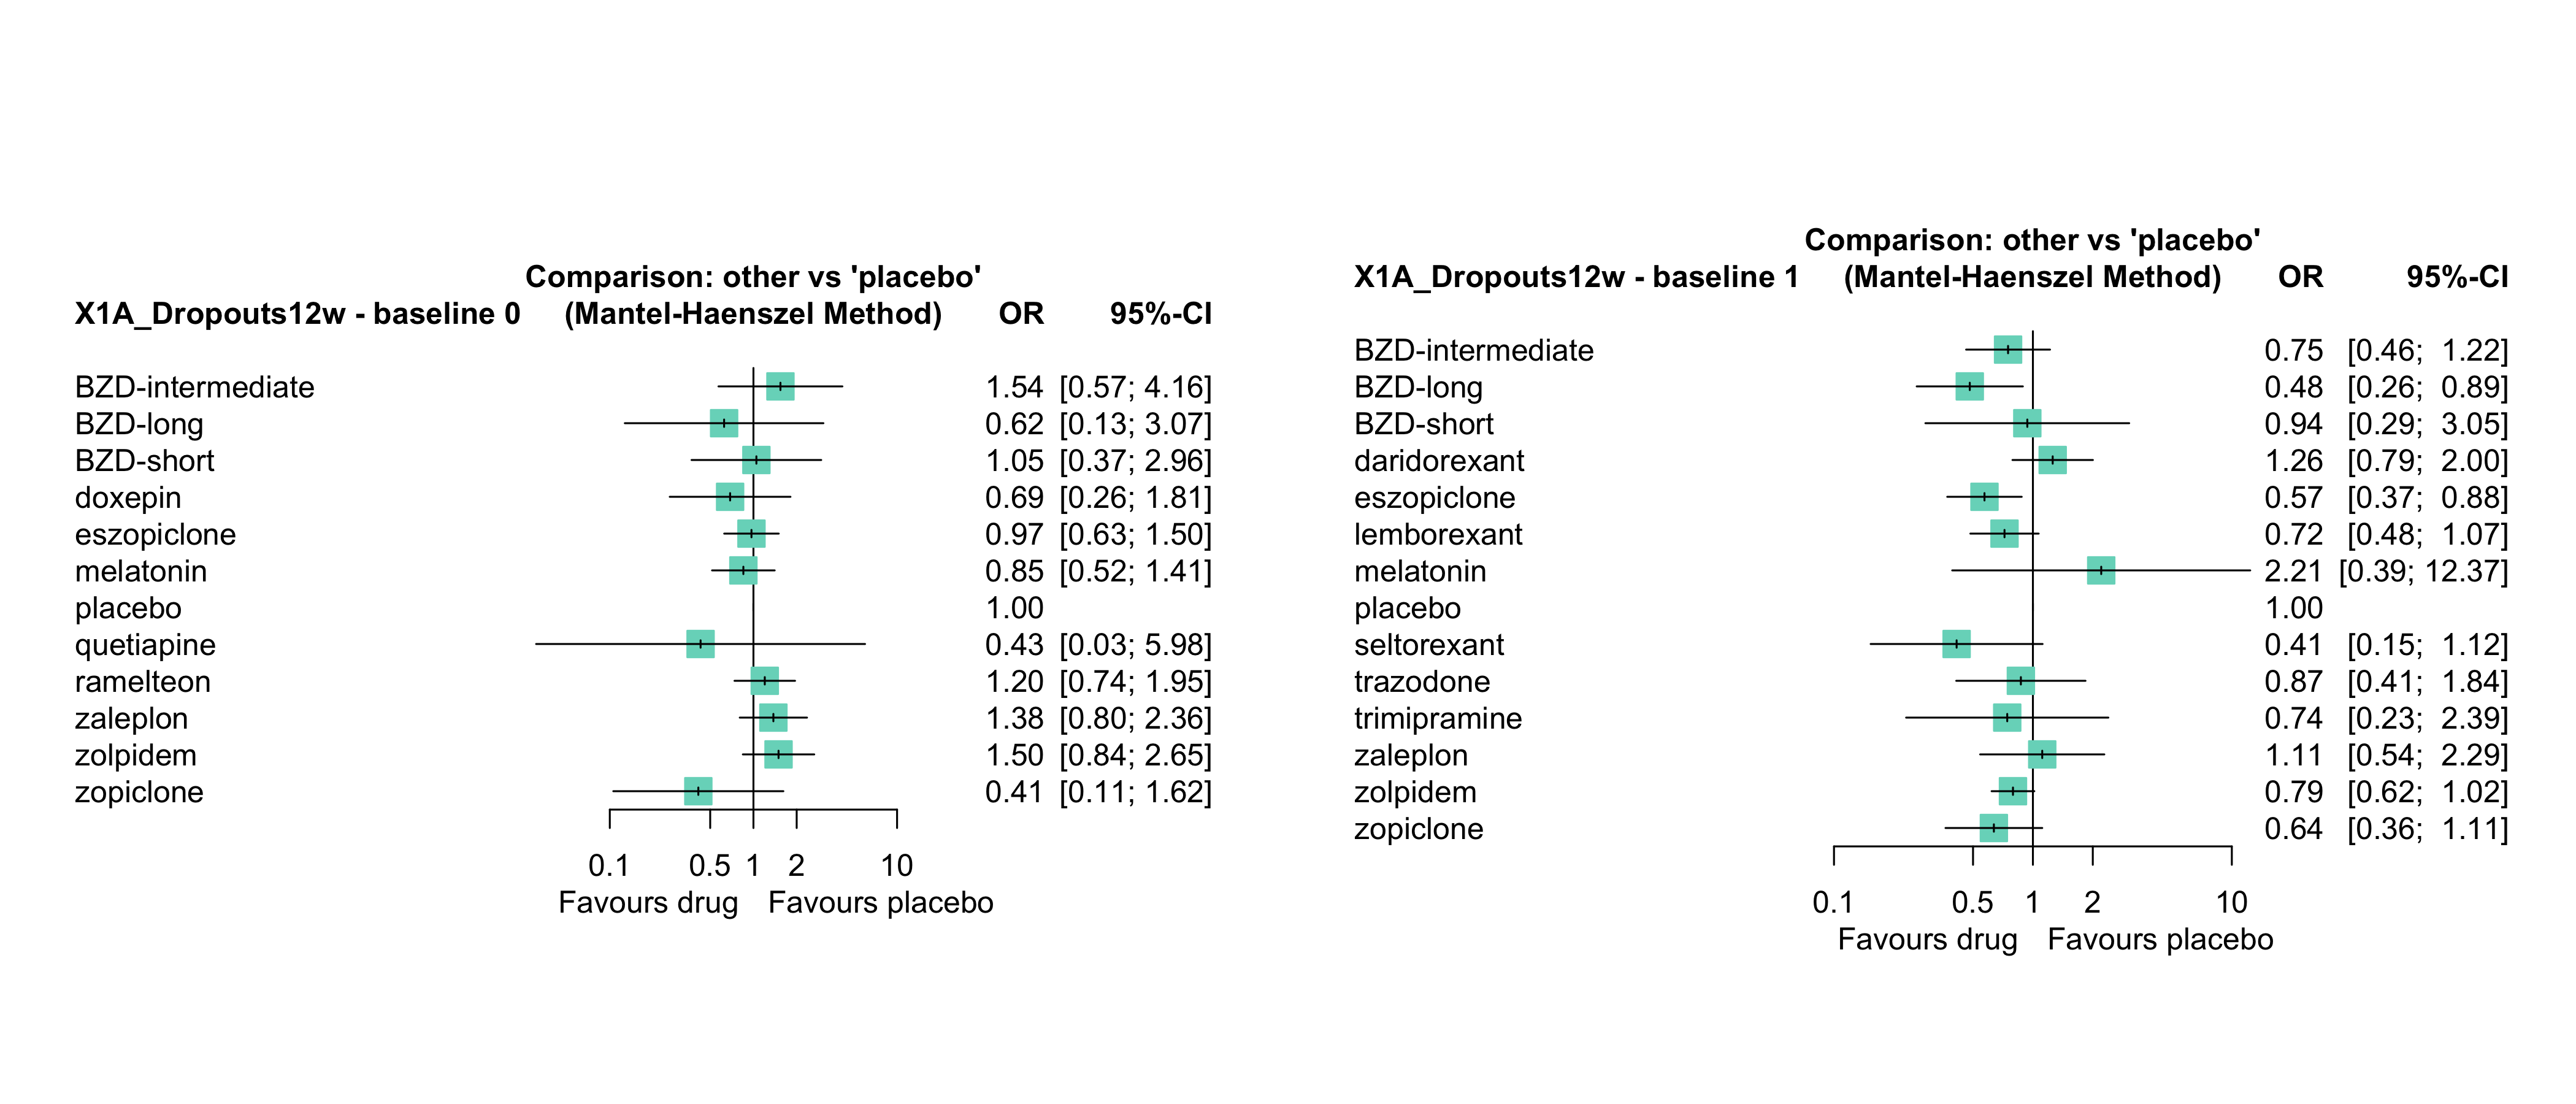 Comparison: other vs 'placebo'
X1A_Dropouts12w - baseline 0 (Mantel-Haenszel Method) OR 95%-CI
BZD-intermediate 1.54 [0.57; 4.16]
BZD-long 0.62 [0.13; 3.07]
BZD-short 1.05 [0.37; 2.96]
doxepin 0.69 [0.26; 1.81]
eszopiclone 0.97 [0.63; 1.50]
melatonin 0.85 [0.52; 1.41]
placebo 1.00
quetiapine 0.43 [0.03; 5.98]
ramelteon 1.20 [0.74; 1.95]
zaleplon 1.38 [0.80; 2.36]
zolpidem 1.50 [0.84; 2.65]
zopiclone 0.41 [0.11; 1.62]
0.1 0.5 1 2 10
Favours drug Favours placebo
Comparison: other vs 'placebo'
X1A_Dropouts12w - baseline 1 (Mantel-Haenszel Method) OR 95%-CI
BZD-intermediate 0.75 [0.46; 1.22]
BZD-long 0.48 [0.26; 0.89]
BZD-short 0.94 [0.29; 3.05]
daridorexant 1.26 [0.79; 2.00]
eszopiclone 0.57 [0.37; 0.88]
lemborexant 0.72 [0.48; 1.07]
melatonin 2.21 [0.39; 12.37]
placebo 1.00
seltorexant 0.41 [0.15; 1.12]
trazodone 0.87 [0.41; 1.84]
trimipramine 0.74 [0.23; 2.39]
zaleplon 1.11 [0.54; 2.29]
zolpidem 0.79 [0.62; 1.02]
zopiclone 0.64 [0.36; 1.11]
0.1 0.5 1 2 10
Favours drug Favours placebo